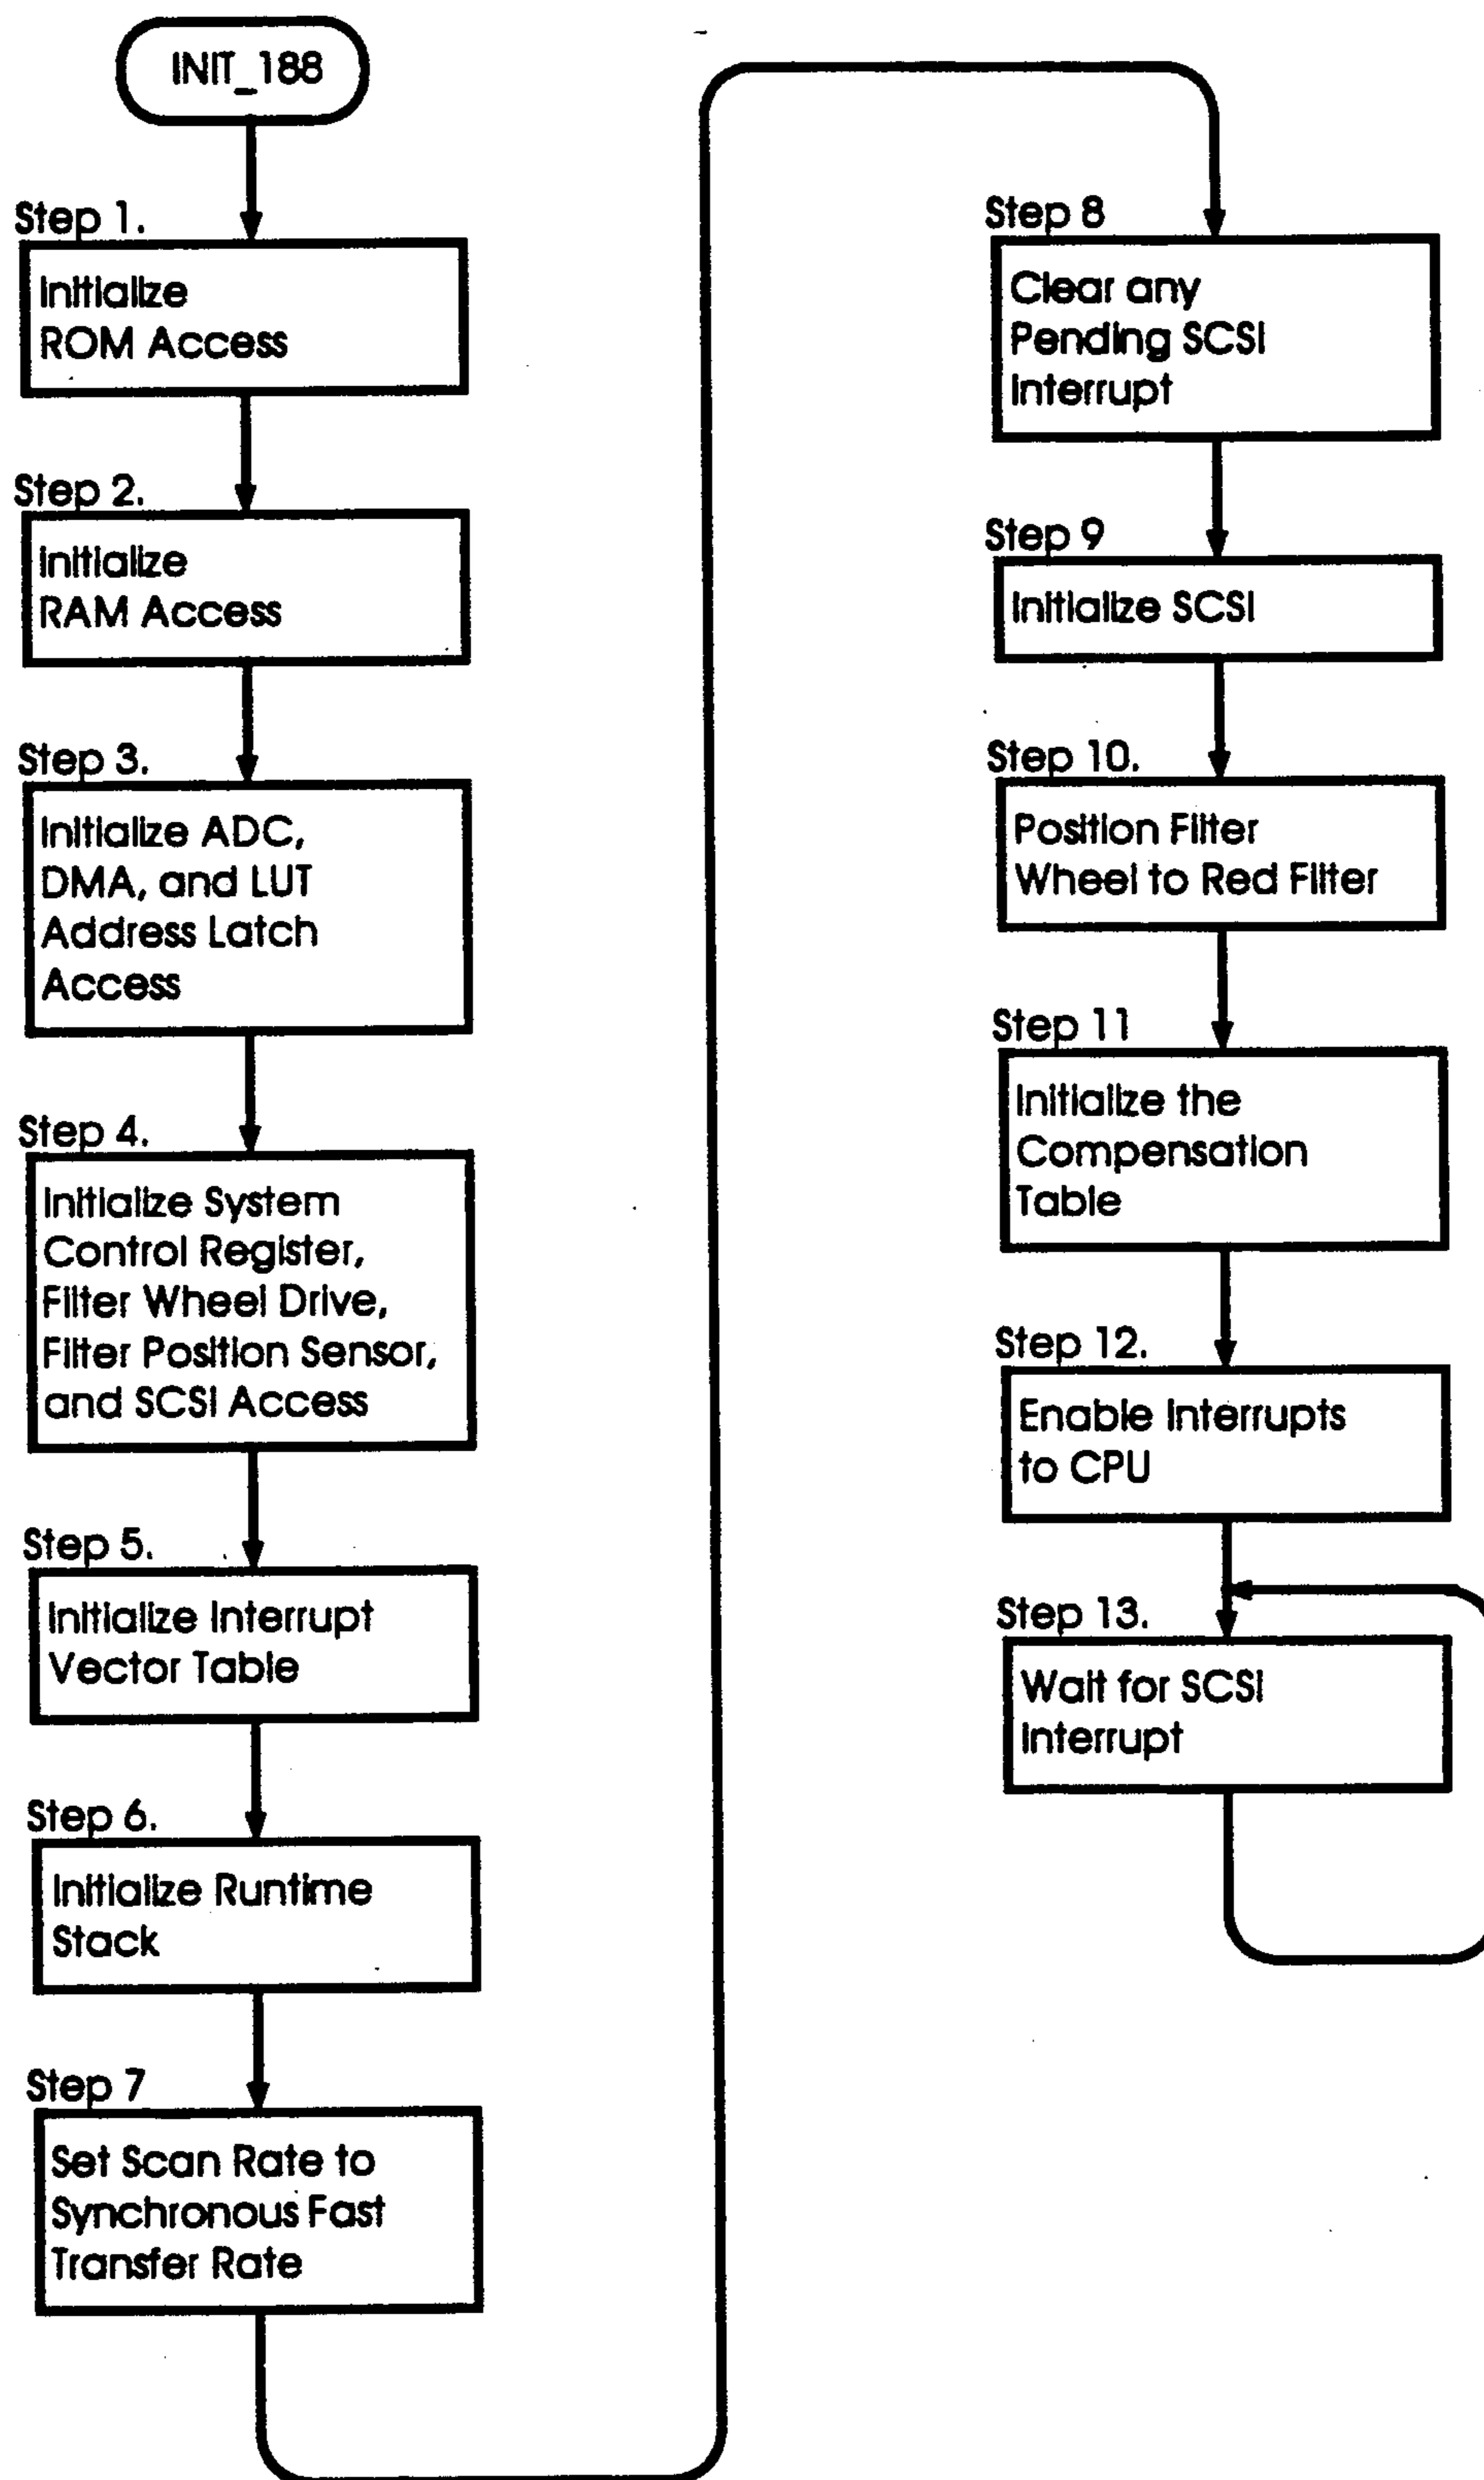 INIT_188
Step 1.
Initialize
ROM Access
Step 2.
Initialize
RAM Access
Step 3.
Initialize ADC,
DMA, and LUT
Address Latch
Access
Step 4.
Initialize System
Control Register,
Filter Wheel Drive,
Filter Position Sensor,
and SCSI Access
Step 5.
Initialize Interrupt
Vector Table
Step 6.
Initialize Runtime
Stack
Step 7
Set Scan Rate to
Synchronous Fast
Transfer Rate
Step 8
Clear any
Pending SCSI
Interrupt
Step 9
Initialize SCSI
Step 10.
Position Filter
Wheel to Red Filter
Step 11
Initialize the
Compensation
Table
Step 12.
Enable Interrupts
to CPU
Step 13.
Wait for SCSI
Interrupt